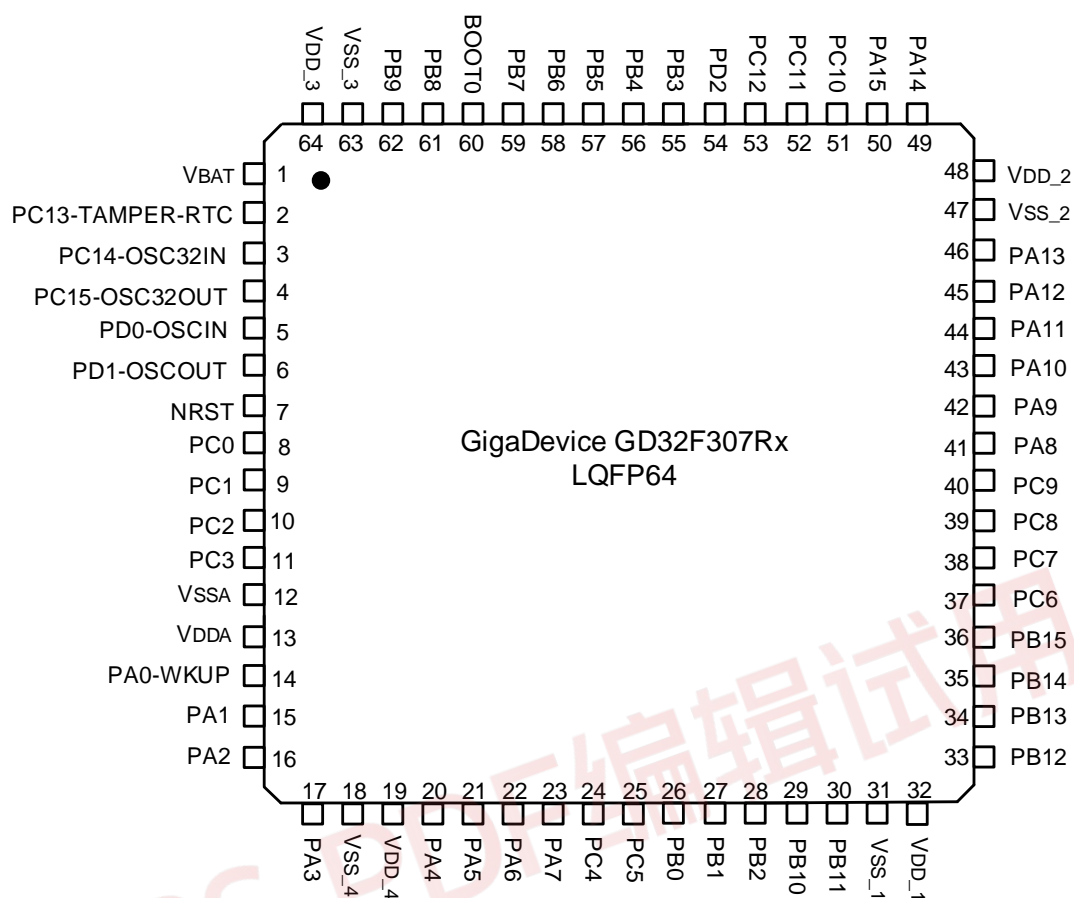 VDD_3
VSS_3
PB9
PB8
BOOT0
PB7
PB6
PB5
PB4
PB3
PD2
PC12
PC11
PC10
PA15
PA14
64 63 62 61 60 59 58 57 56 55 54 53 52 51 50 49
VBAT 1
PC13-TAMPER-RTC 2
PC14-OSC32IN 3
PC15-OSC32OUT 4
PD0-OSCIN 5
PD1-OSCOUT 6
NRST 7
PC0 8
PC1 9
PC2 10
PC3 11
VSSA 12
VDDA 13
PA0-WKUP 14
PA1 15
PA2 16
GigaDevice GD32F307Rx
LQFP64
48 VDD_2
47 VSS_2
46 PA13
45 PA12
44 PA11
43 PA10
42 PA9
41 PA8
40 PC9
39 PC8
38 PC7
37 PC6
36 PB15
35 PB14
34 PB13
33 PB12
17 18 19 20 21 22 23 24 25 26 27 28 29 30 31 32
PA3
VSS_4
VDD_4
PA4
PA5
PA6
PA7
PC4
PC5
PB0
PB1
PB2
PB10
PB11
VSS_1
VDD_1
PDF编辑试用